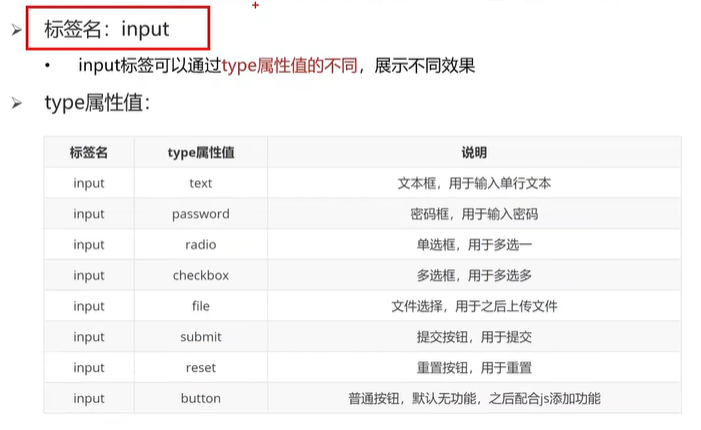 标签名：input
input标签可以通过type属性值的不同，展示不同效果
type属性值：
标签名 type属性值 说明
input text 文本框，用于输入单行文本
input password 密码框，用于输入密码
input radio 单选框，用于多选一
input checkbox 多选框，用于多选多
input file 文件选择，用于之后上传文件
input submit 提交按钮，用于提交
input reset 重置按钮，用于重置
input button 普通按钮，默认无功能，之后配合js添加功能